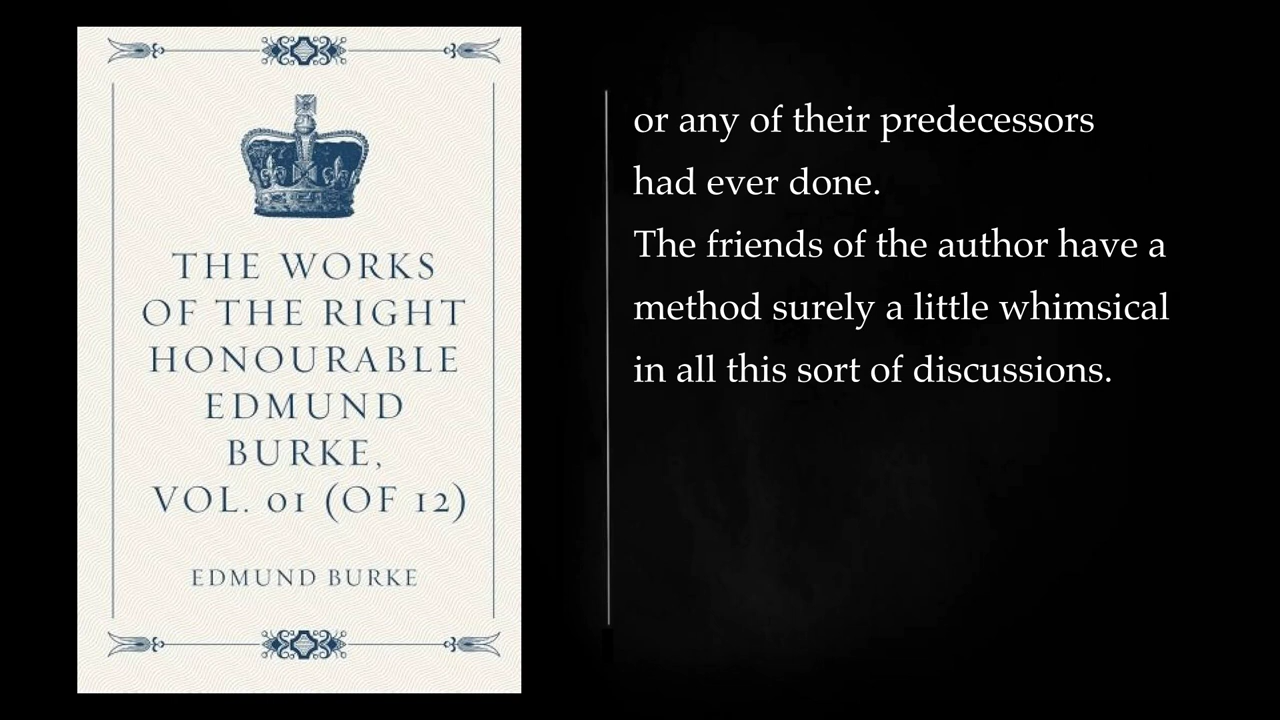 THE WORKS
OF THE RIGHT
HONOURABLE
EDMUND
BURKE,
VOL. 01 (OF 12)
EDMUND BURKE
or any of their predecessors
had ever done.
The friends of the author have a
method surely a little whimsical
in all this sort of discussions.